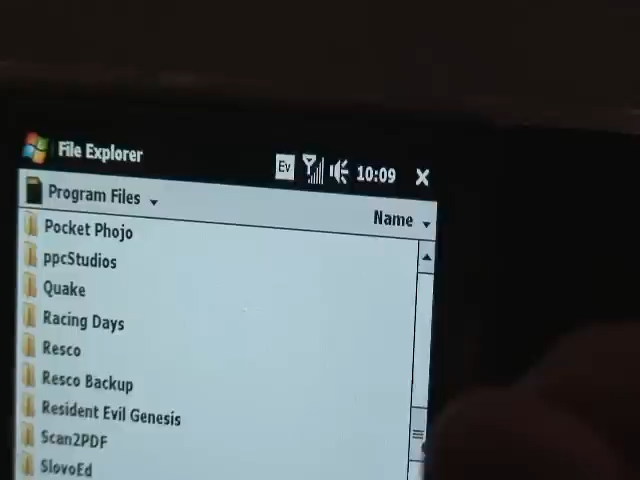 File Explorer
Ev
10:09
Program Files
Name
Pocket Phojo
ppcStudios
Quake
Racing Days
Resco
Resco Backup
Resident Evil Genesis
Scan2PDF
SlovoEd